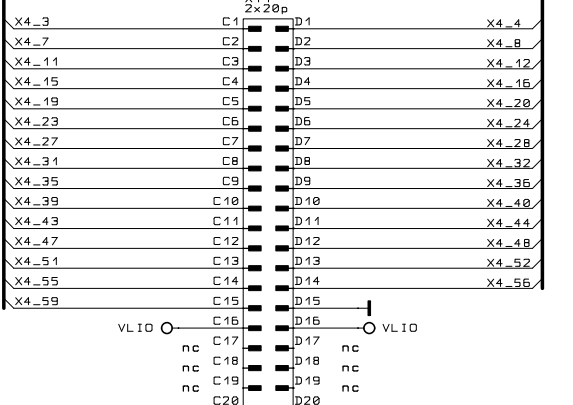 2x20p
X4_3 C1 D1 X4_4
X4_7 C2 D2 X4_8
X4_11 C3 D3 X4_12
X4_15 C4 D4 X4_16
X4_19 C5 D5 X4_20
X4_23 C6 D6 X4_24
X4_27 C7 D7 X4_28
X4_31 C8 D8 X4_32
X4_35 C9 D9 X4_36
X4_39 C10 D10 X4_40
X4_43 C11 D11 X4_44
X4_47 C12 D12 X4_48
X4_51 C13 D13 X4_52
X4_55 C14 D14 X4_56
X4_59 C15 D15
VLIO C16 D16 VLIO
nc C17 D17 nc
nc C18 D18 nc
nc C19 D19 nc
C20 D20